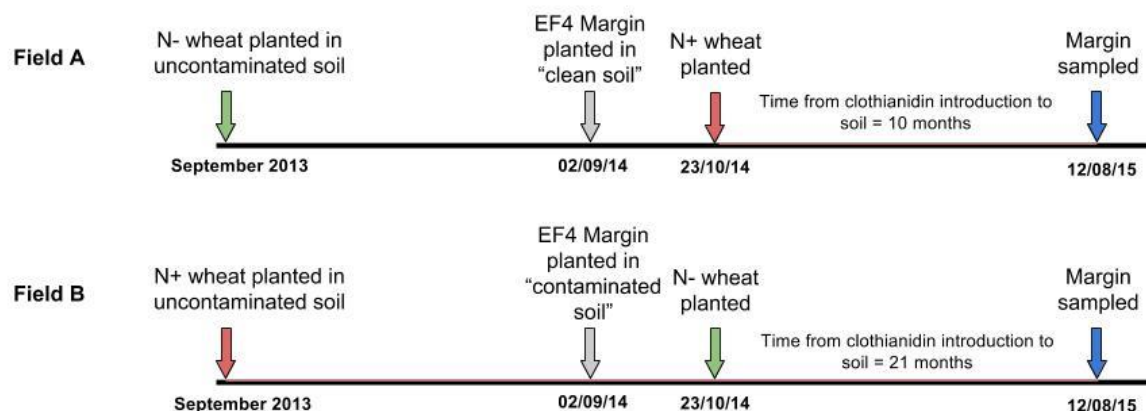 Field A
N- wheat planted in
uncontaminated soil
EF4 Margin
planted in
“clean soil”
N+ wheat
planted
Time from clothianidin introduction to
soil = 10 months
Margin
sampled
September 2013
02/09/14
23/10/14
12/08/15
Field B
N+ wheat planted in
uncontaminated soil
EF4 Margin
planted in
“contaminated
soil”
N- wheat
planted
Time from clothianidin introduction to
soil = 21 months
Margin
sampled
September 2013
02/09/14
23/10/14
12/08/15